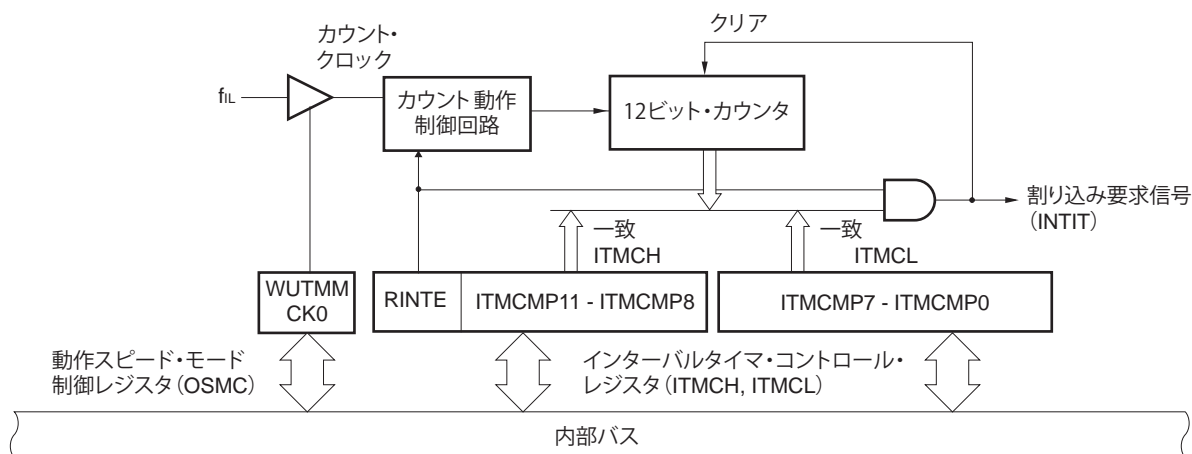 クリア
カウント・
クロック
fIL
カウント 動作
制御回路
12ビット・カウンタ
割り込み要求信号
(INTIT)
一致
ITMCH
一致
ITMCL
WUTMM
CK0
RINTE
ITMCMP11 - ITMCMP8
ITMCMP7 - ITMCMP0
動作スピード・モード
制御レジスタ(OSMC)
インターバルタイマ・コントロール・
レジスタ(ITMCH, ITMCL)
内部バス